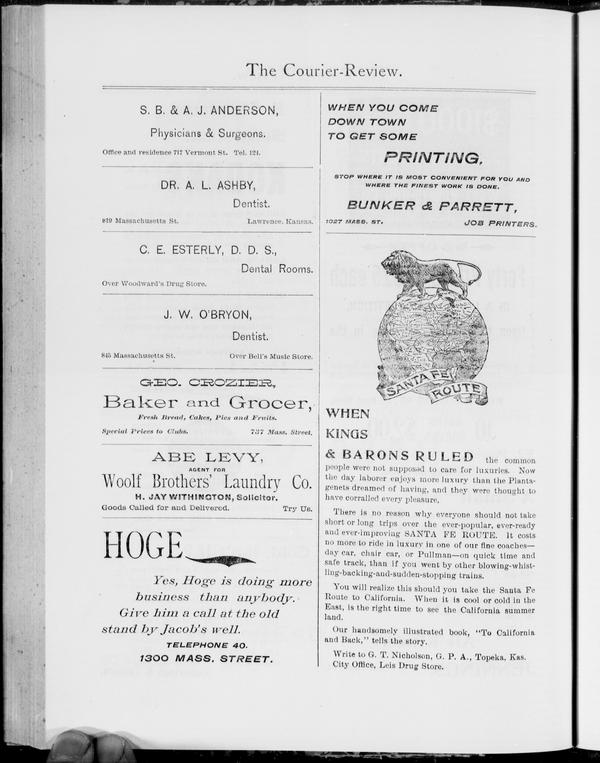 The Courier-Review.
S. B. & A. J. ANDERSON,
Physicians & Surgeons.
Office and residence 717 Vermont St. Tel. 124.
DR. A. L. ASHBY,
Dentist.
819 Massachusetts St. Lawrence, Kansas.
C. E. ESTERLY, D. D. S.,
Dental Rooms.
Over Woodward's Drug Store.
J. W. O'BRYON,
Dentist.
845 Massachusetts St. Over Bell's Music Store.
GEO. CROZIER,
Baker and Grocer,
Fresh Bread, Cakes, Pies and Fruits.
Special Prices to Clubs. 737 Mass. Street.
ABE LEVY,
AGENT FOR
Woolf Brothers' Laundry Co.
H. JAY WITHINGTON, Solicitor.
Goods Called for and Delivered. Try Us.
HOGE
Yes, Hoge is doing more
business than anybody.
Give him a call at the old
stand by Jacob's well.
TELEPHONE 40.
1300 MASS. STREET.
WHEN YOU COME
DOWN TOWN
TO GET SOME
PRINTING,
STOP WHERE IT IS MOST CONVENIENT FOR YOU AND
WHERE THE FINEST WORK IS DONE.
BUNKER & PARRETT,
1027 MASS. ST. JOB PRINTERS.
SANTA FE
ROUTE
WHEN
KINGS
& BARONS RULED the common
people were not supposed to care for luxuries. Now
the day laborer enjoys more luxury than the Planta-
genets dreamed of having, and they were thought to
have corralled every pleasure.
There is no reason why everyone should not take
short or long trips over the ever-popular, ever-ready
and ever-improving SANTA FE ROUTE. It costs
no more to ride in luxury in one of our fine coaches—
day car, chair car, or Pullman—on quick time and
safe track, than if you went by other blowing-whist-
ling-backing-and-sudden-stopping trains.
You will realize this should you take the Santa Fe
Route to California. When it is cool or cold in the
East, is the right time to see the California summer
land.
Our handsomely illustrated book, "To California
and Back," tells the story.
Write to G. T. Nicholson, G. P. A., Topeka, Kas.
City Office, Leis Drug Store.